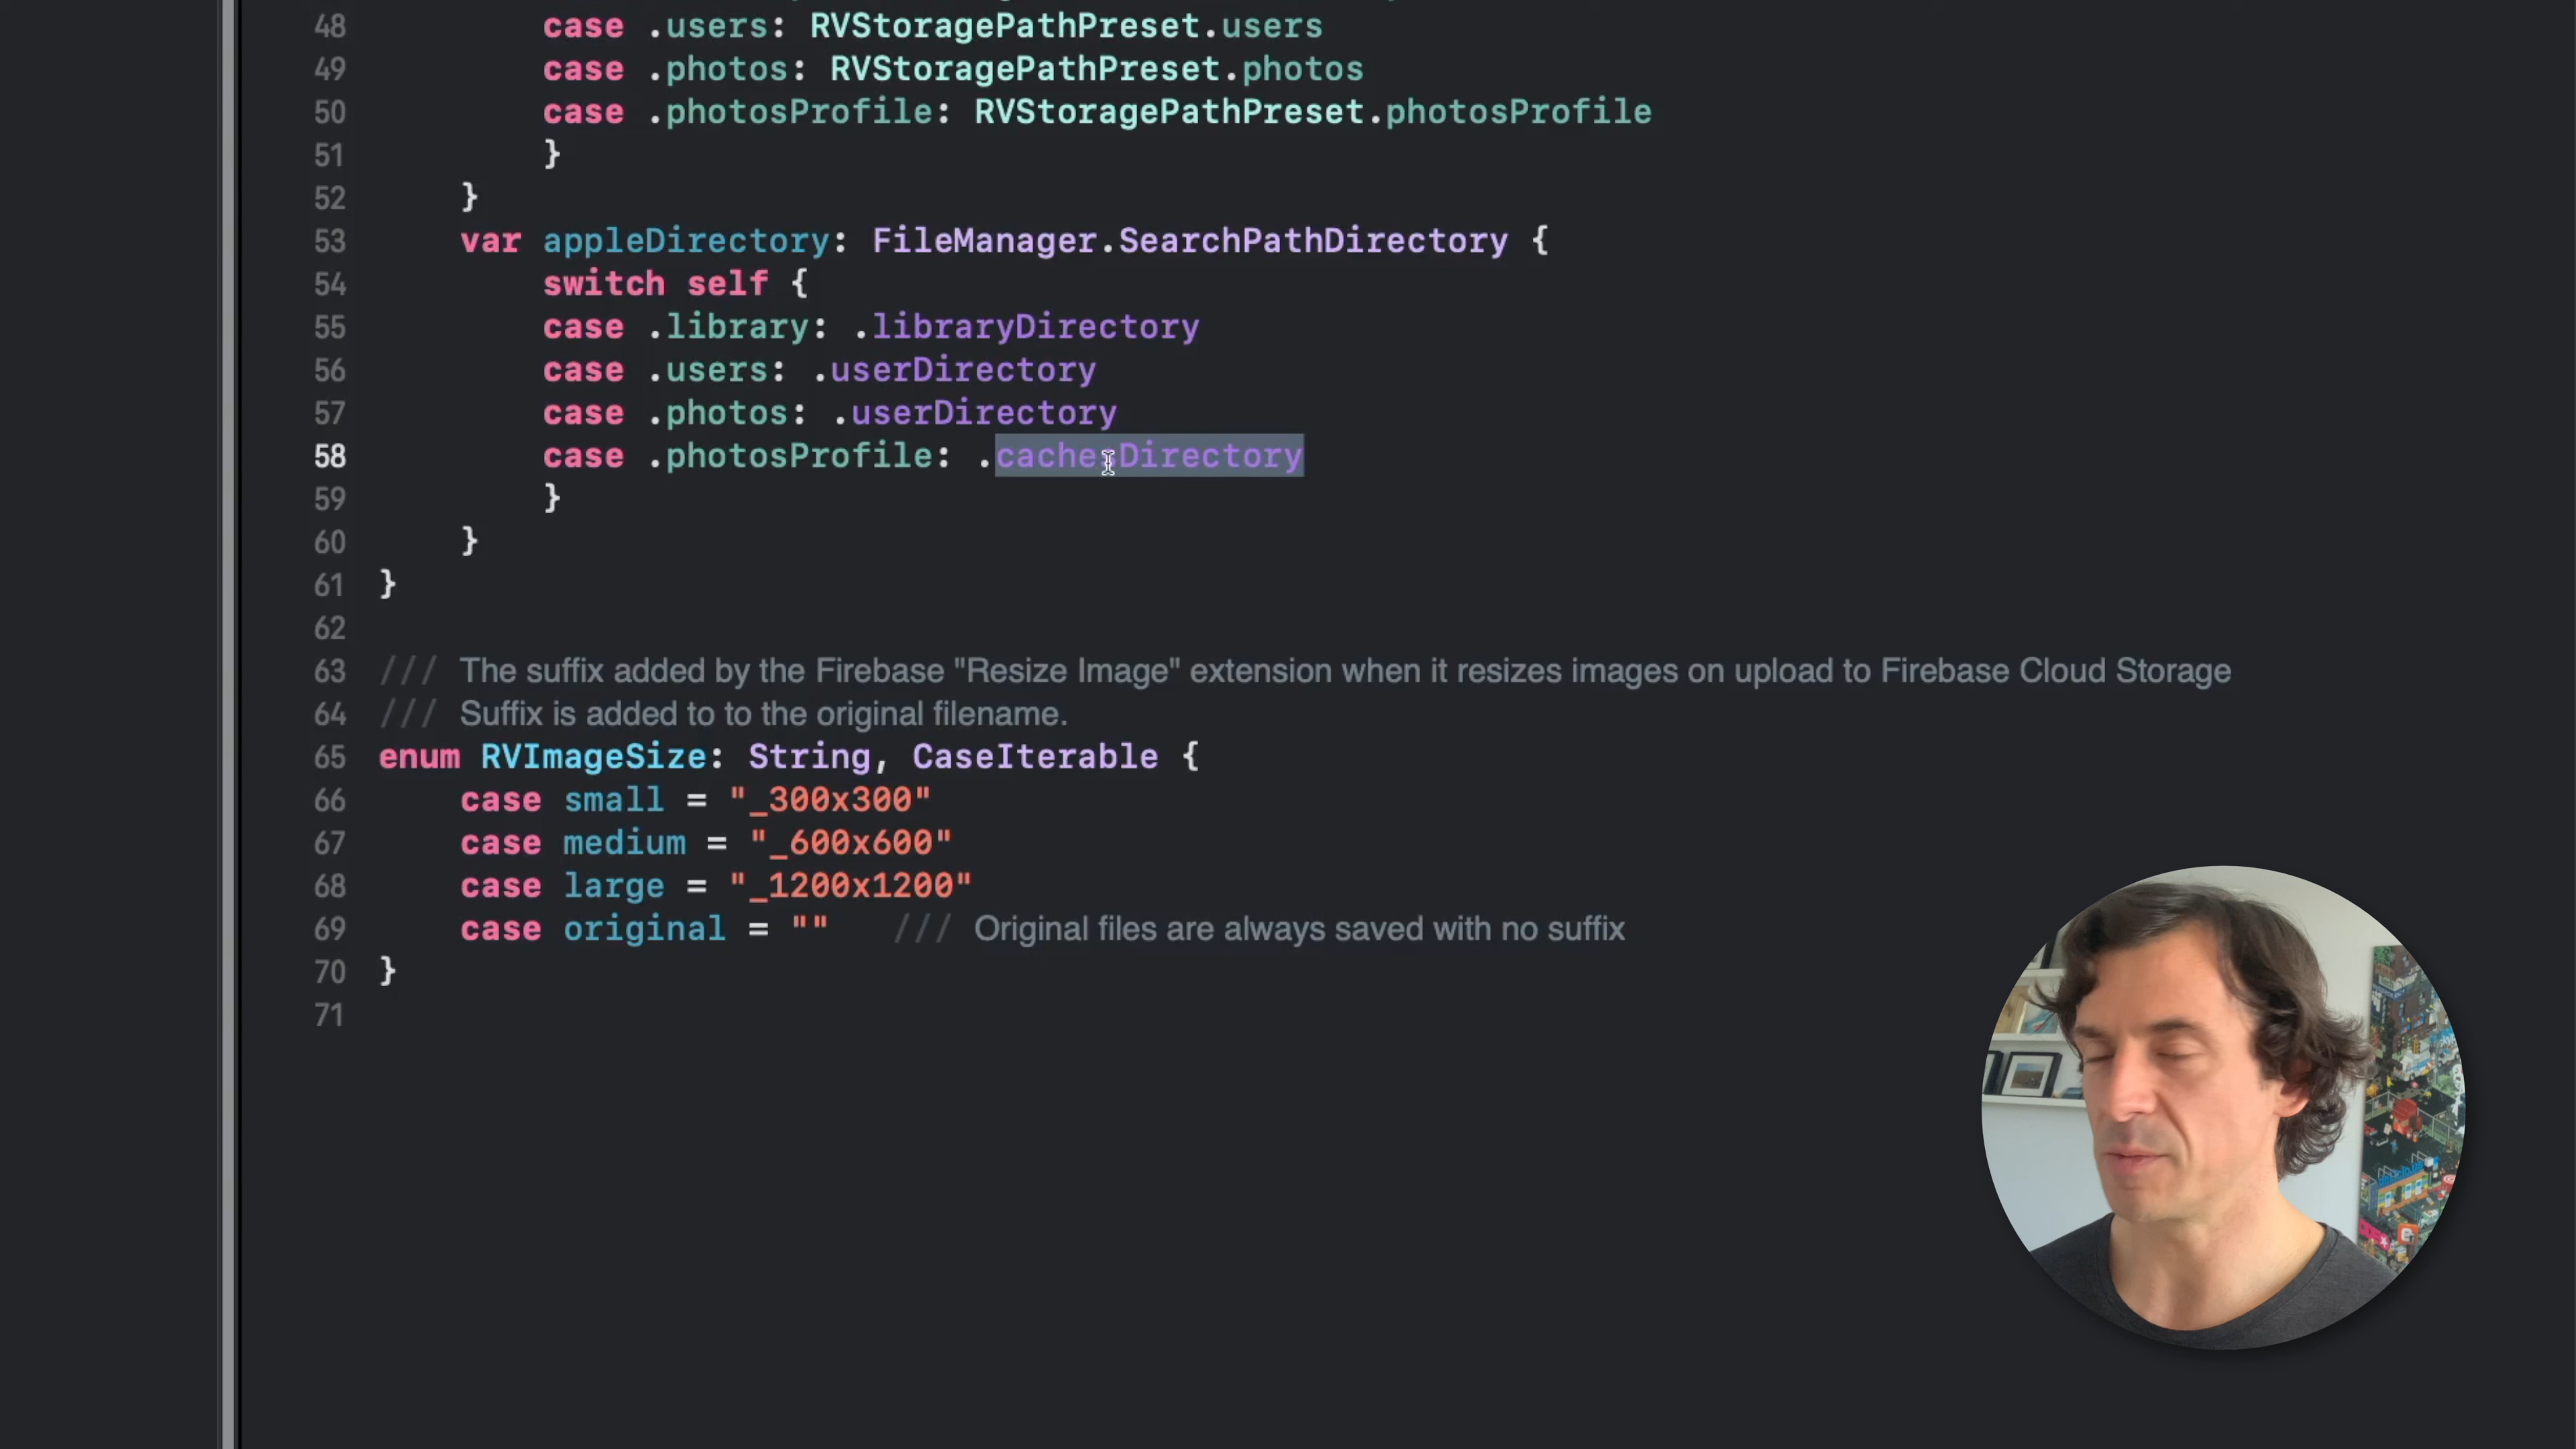 48 case .users: RVStoragePathPreset.users
49 case .photos: RVStoragePathPreset.photos
50 case .photosProfile: RVStoragePathPreset.photosProfile
51 }
52 }
53 var appleDirectory: FileManager.SearchPathDirectory {
54 switch self {
55 case .library: .libraryDirectory
56 case .users: .userDirectory
57 case .photos: .userDirectory
58 case .photosProfile: .cachesDirectory
59 }
60 }
61 }
62
63 /// The suffix added by the Firebase "Resize Image" extension when it resizes images on upload to Firebase Cloud Storage
64 /// Suffix is added to to the original filename.
65 enum RVImageSize: String, CaseIterable {
66 case small = "_300x300"
67 case medium = "_600x600"
68 case large = "_1200x1200"
69 case original = "" /// Original files are always saved with no suffix
70 }
71